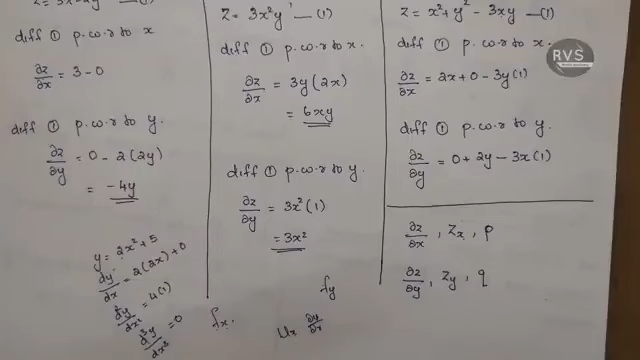 diff ① p.w.r to x
∂z/∂x = 3 - 0
diff ① p.w.r to y.
∂z/∂y = 0 - 2(2y)
= -4y
y = 2x² + 5
dy/dx = 2(2x) + 0
d²y/dx² = 4(1)
d³y/dx³ = 0
z = 3x²y — (1)
diff ① p.w.r to x.
∂z/∂x = 3y(2x)
= 6xy
diff ① p.w.r to y.
∂z/∂y = 3x²(1)
= 3x²
fy
fx.
Ux ∂u/∂x
z = x² + y² - 3xy — (1)
diff ① p.w.r to x.
RVS
∂z/∂x = 2x + 0 - 3y(1)
diff ① p.w.r to y.
∂z/∂y = 0 + 2y - 3x(1)
∂z/∂x, Zx, p
∂z/∂y, Zy, q